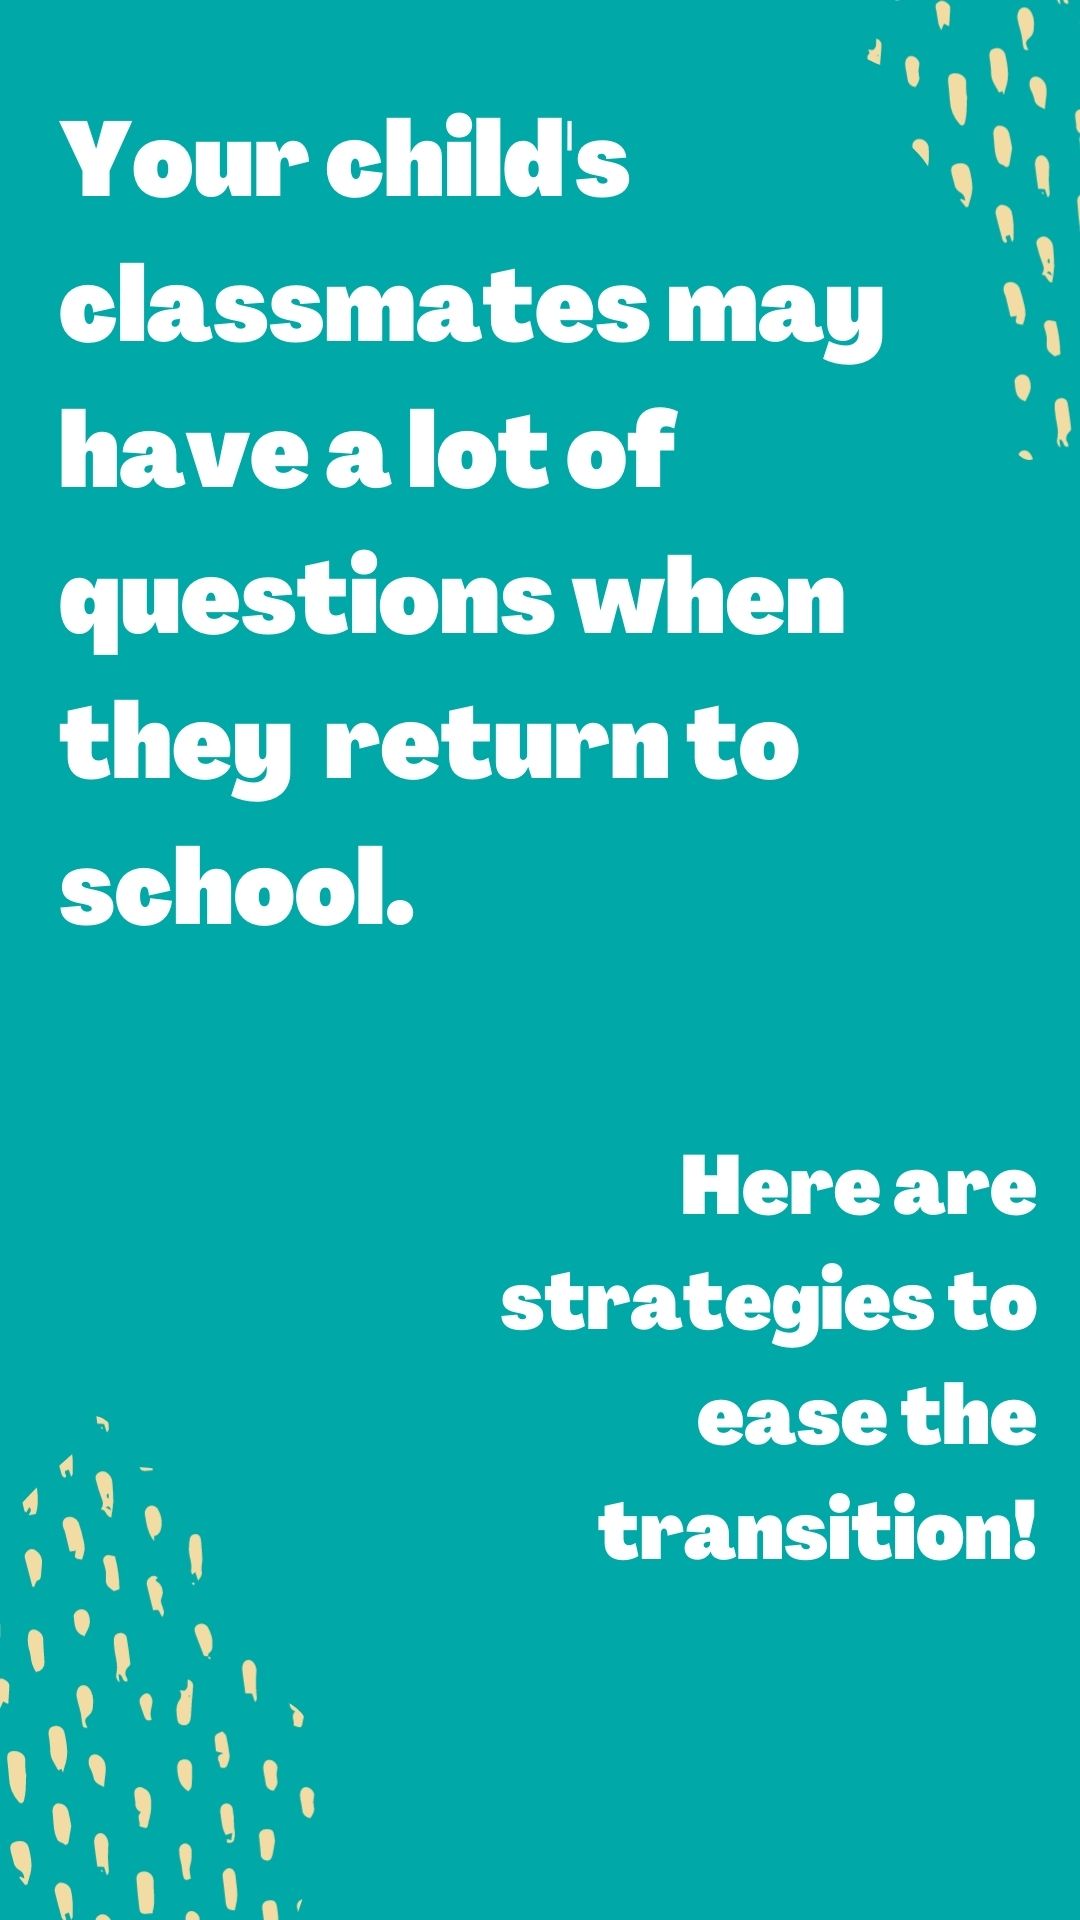 Your child's
classmates may
have a lot of
questions when
they  return to
school.
Here are
strategies to
ease the
transition!